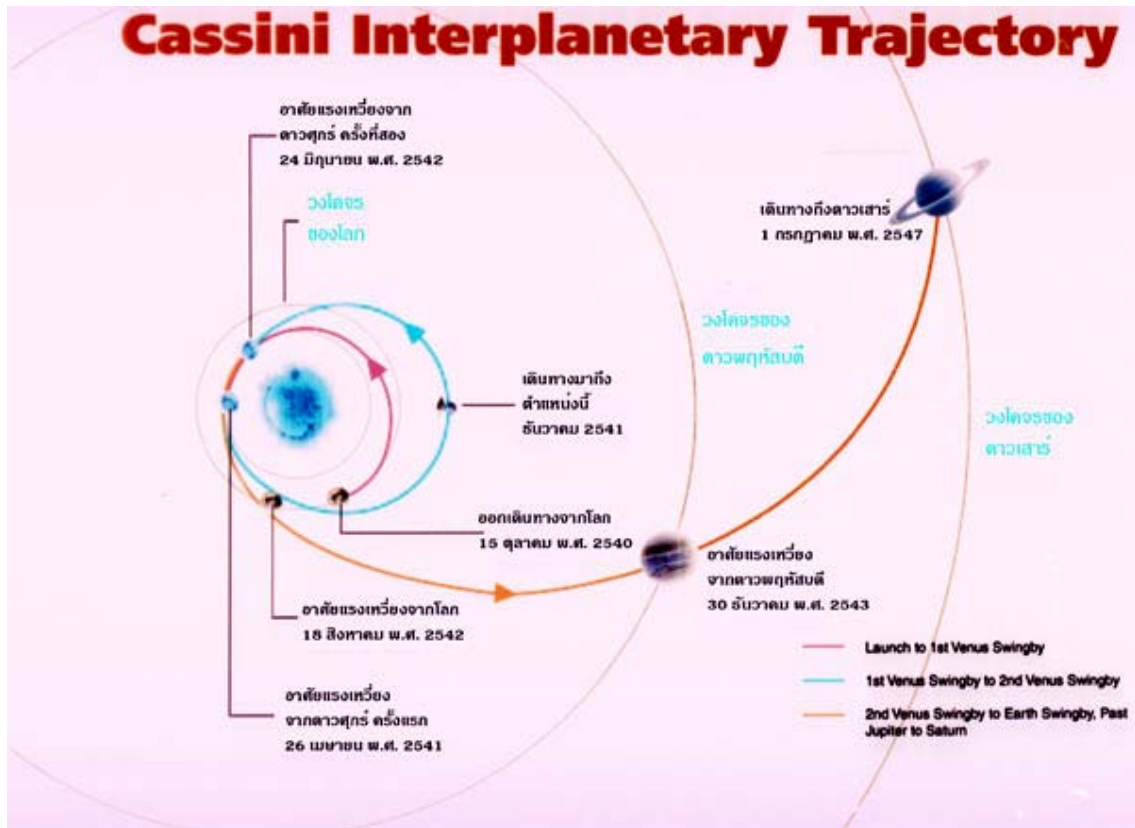 Cassini Interplanetary Trajectory
อาศัยแรงเหวี่ยงจาก
ดาวศุกร์ ครั้งที่สอง
24 มิถุนายน พ.ศ. 2542
วงโคจร
ของโลก
เดินทางถึงดาวเสาร์
1 กรกฎาคม พ.ศ. 2547
วงโคจรของ
ดาวพฤหัสบดี
เดินทางมาถึง
ตำแหน่งนี้
ธันวาคม 2541
วงโคจรของ
ดาวเสาร์
ออกเดินทางจากโลก
15 ตุลาคม พ.ศ. 2540
อาศัยแรงเหวี่ยง
จากดาวพฤหัสบดี
30 ธันวาคม พ.ศ. 2543
อาศัยแรงเหวี่ยงจากโลก
18 สิงหาคม พ.ศ. 2542
อาศัยแรงเหวี่ยง
จากดาวศุกร์ ครั้งแรก
26 เมษายน พ.ศ. 2541
Launch to 1st Venus Swingby
1st Venus Swingby to 2nd Venus Swingby
2nd Venus Swingby to Earth Swingby, Past
Jupiter to Saturn